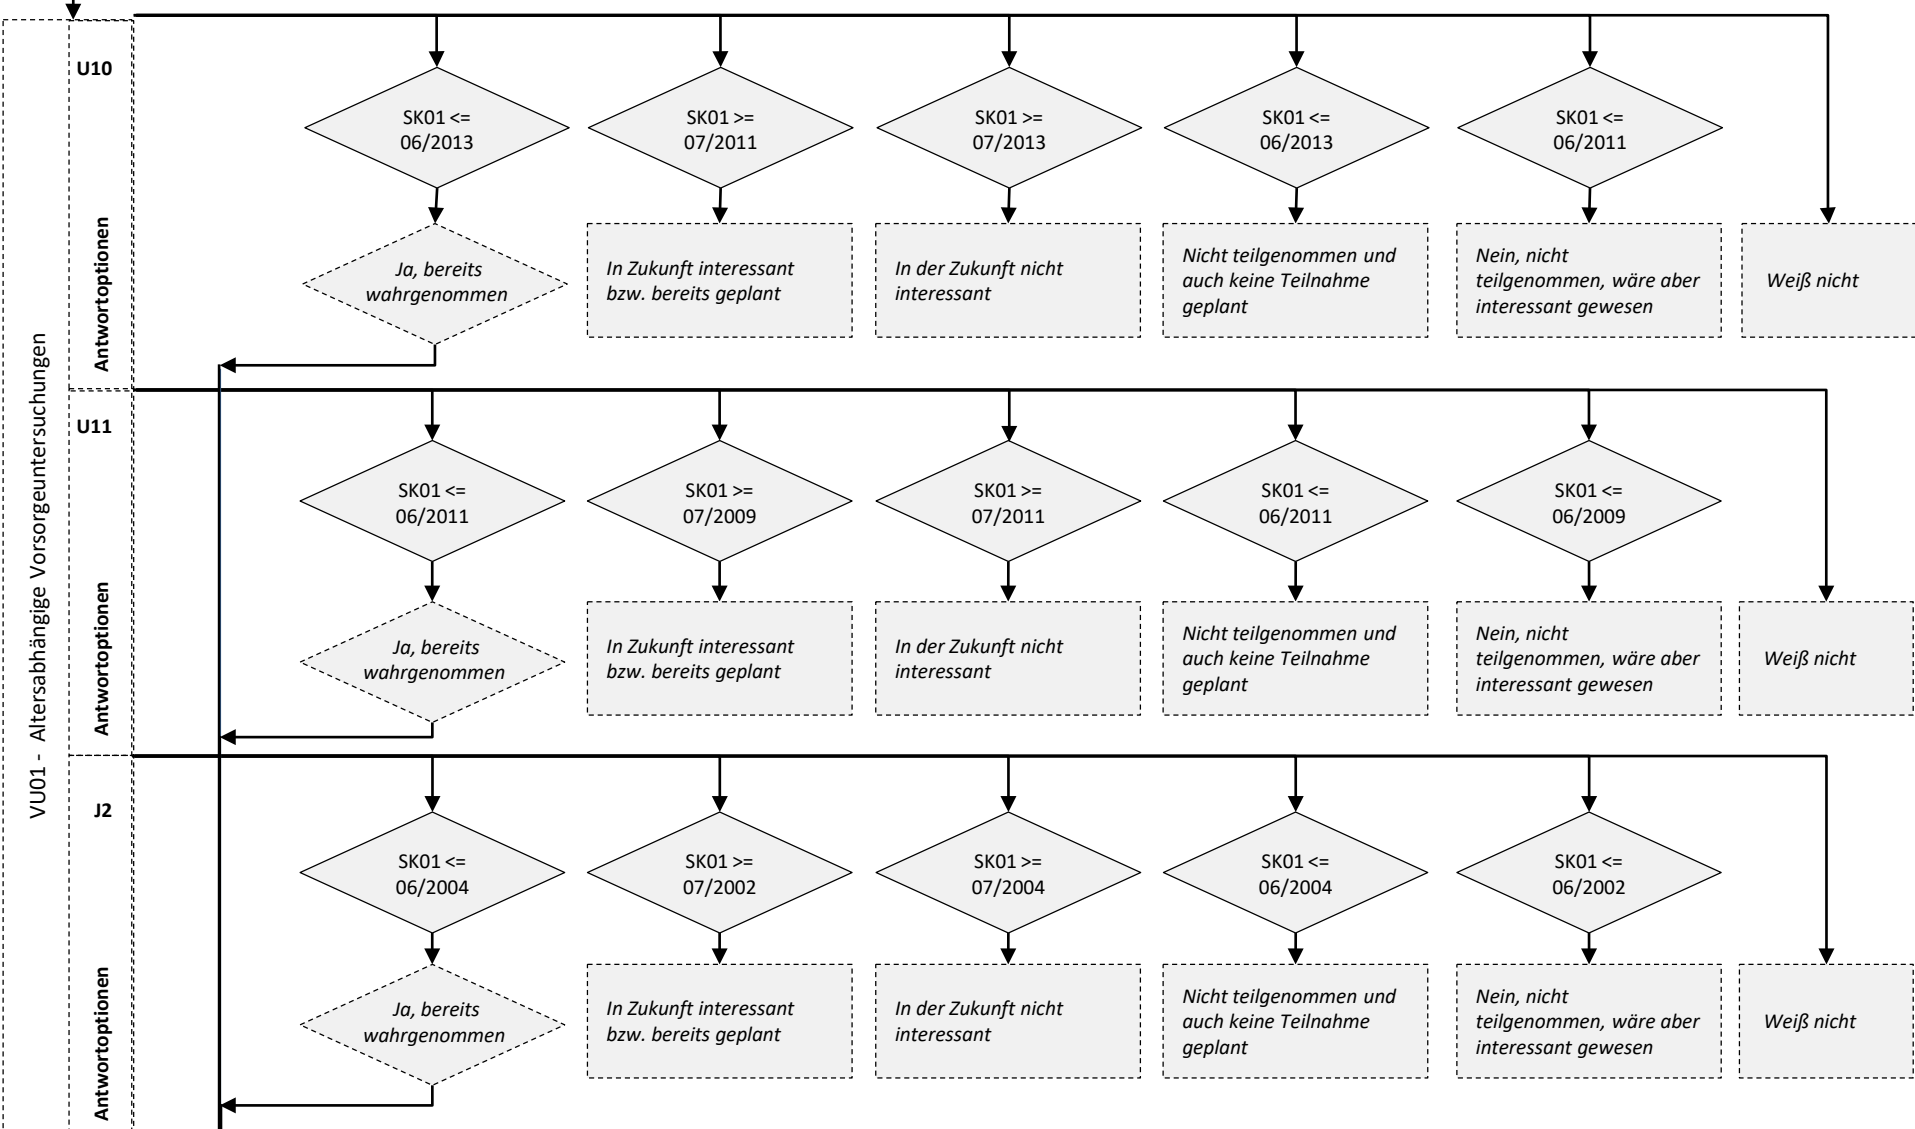 VU01 - Altersabhängige Vorsorgeuntersuchungen
U10
SK01 <=
06/2013
SK01 >=
07/2011
SK01 >=
07/2013
SK01 <=
06/2013
SK01 <=
06/2011
Antwortoptionen
Ja, bereits
wahrgenommen
In Zukunft interessant
bzw. bereits geplant
In der Zukunft nicht
interessant
Nicht teilgenommen und
auch keine Teilnahme
geplant
Nein, nicht
teilgenommen, wäre aber
interessant gewesen
Weiß nicht
U11
SK01 <=
06/2011
SK01 >=
07/2009
SK01 >=
07/2011
SK01 <=
06/2011
SK01 <=
06/2009
Antwortoptionen
Ja, bereits
wahrgenommen
In Zukunft interessant
bzw. bereits geplant
In der Zukunft nicht
interessant
Nicht teilgenommen und
auch keine Teilnahme
geplant
Nein, nicht
teilgenommen, wäre aber
interessant gewesen
Weiß nicht
J2
SK01 <=
06/2004
SK01 >=
07/2002
SK01 >=
07/2004
SK01 <=
06/2004
SK01 <=
06/2002
Antwortoptionen
Ja, bereits
wahrgenommen
In Zukunft interessant
bzw. bereits geplant
In der Zukunft nicht
interessant
Nicht teilgenommen und
auch keine Teilnahme
geplant
Nein, nicht
teilgenommen, wäre aber
interessant gewesen
Weiß nicht